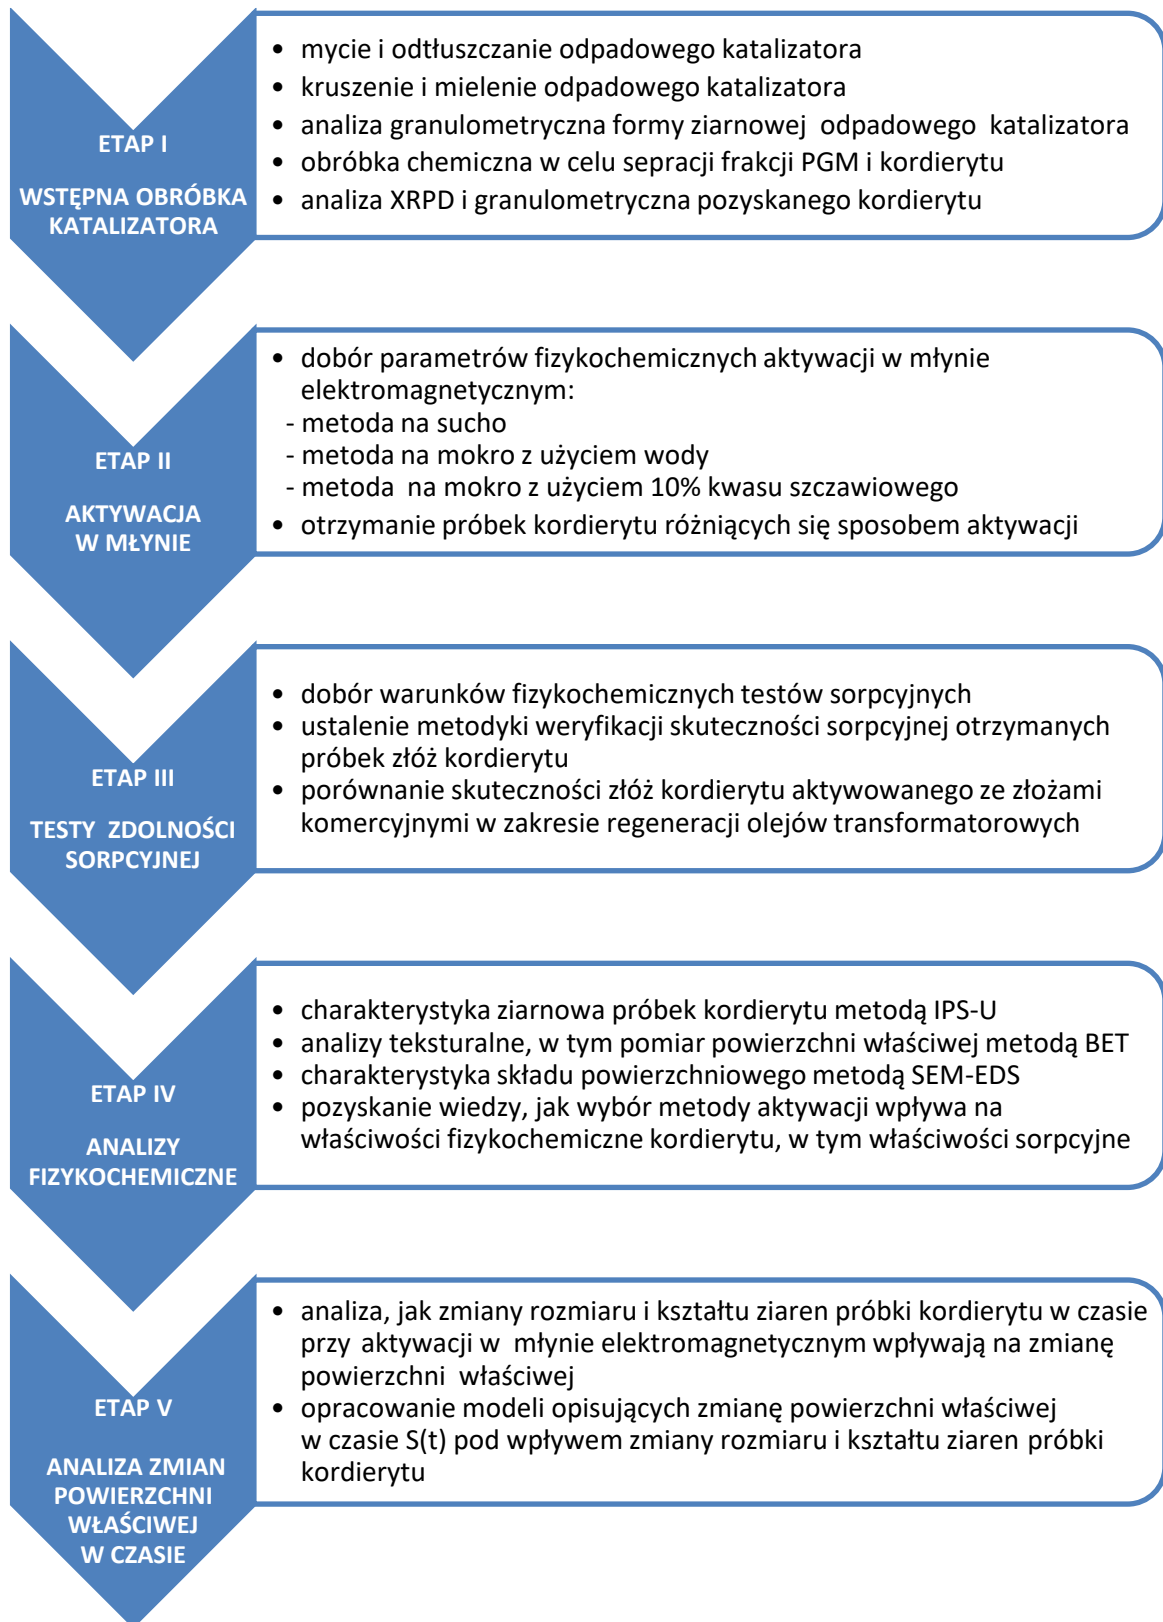 ETAP I
WSTĘPNA OBRÓBKA
KATALIZATORA
• mycie i odtłuszczanie odpadowego katalizatora
• kruszenie i mielenie odpadowego katalizatora
• analiza granulometryczna formy ziarnowej odpadowego katalizatora
• obróbka chemiczna w celu sepracji frakcji PGM i kordierytu
• analiza XRPD i granulometryczna pozyskanego kordierytu
ETAP II
AKTYWACJA
W MŁYNIE
• dobór parametrów fizykochemicznych aktywacji w młynie
elektromagnetycznym:
- metoda na sucho
- metoda na mokro z użyciem wody
- metoda na mokro z użyciem 10% kwasu szczawiowego
• otrzymanie próbek kordierytu różniących się sposobem aktywacji
ETAP III
TESTY ZDOLNOŚCI
SORPCYJNEJ
• dobór warunków fizykochemicznych testów sorpcyjnych
• ustalenie metodyki weryfikacji skuteczności sorpcyjnej otrzymanych
próbek złóż kordierytu
• porównanie skuteczności złóż kordierytu aktywowanego ze złożami
komercyjnymi w zakresie regeneracji olejów transformatorowych
ETAP IV
ANALIZY
FIZYKOCHEMICZNE
• charakterystyka ziarnowa próbek kordierytu metodą IPS-U
• analizy teksturalne, w tym pomiar powierzchni właściwej metodą BET
• charakterystyka składu powierzchniowego metodą SEM-EDS
• pozyskanie wiedzy, jak wybór metody aktywacji wpływa na
właściwości fizykochemiczne kordierytu, w tym właściwości sorpcyjne
ETAP V
ANALIZA ZMIAN
POWIERZCHNI
WŁAŚCIWEJ
W CZASIE
• analiza, jak zmiany rozmiaru i kształtu ziaren próbki kordierytu w czasie
przy aktywacji w młynie elektromagnetycznym wpływają na zmianę
powierzchni właściwej
• opracowanie modeli opisujących zmianę powierzchni właściwej
w czasie S(t) pod wpływem zmiany rozmiaru i kształtu ziaren próbki
kordierytu